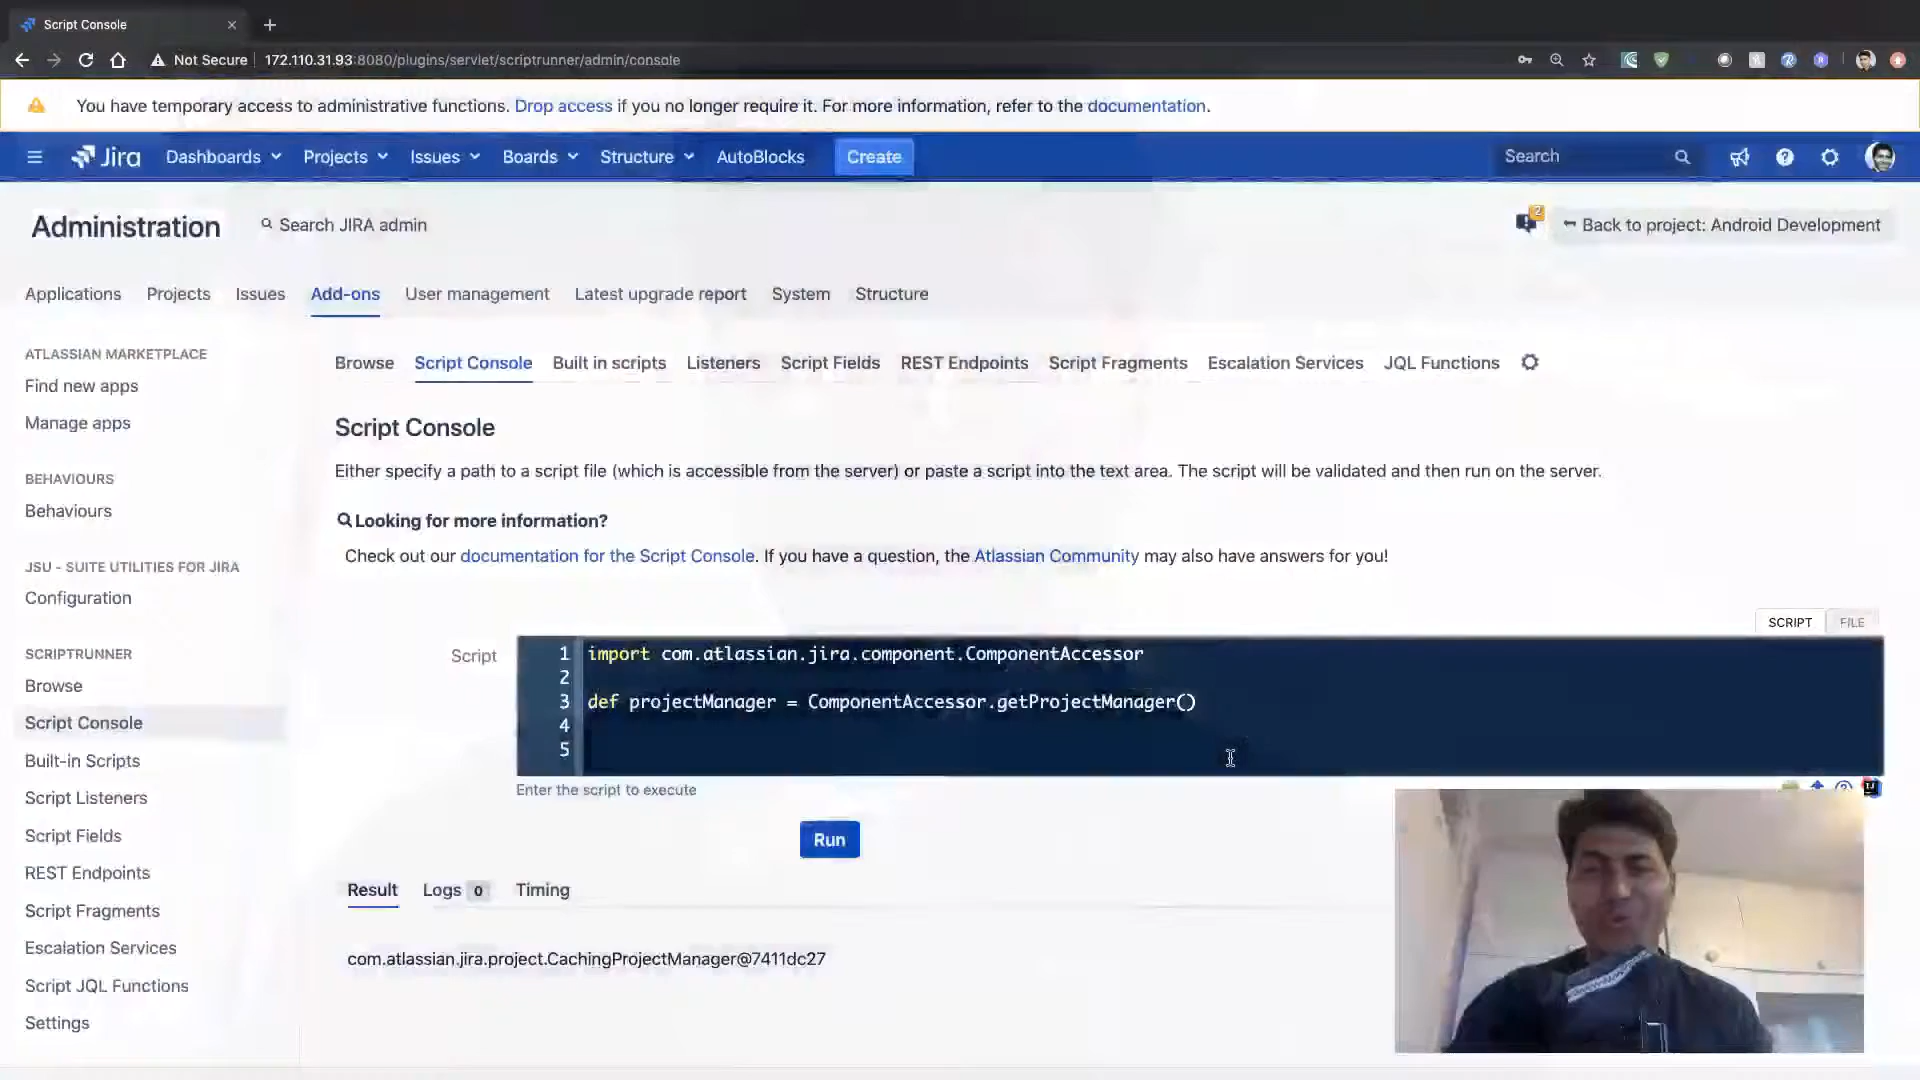 Script Console
Not Secure 172.110.31.93:8080/plugins/servlet/scriptrunner/admin/console
You have temporary access to administrative functions. Drop access if you no longer require it. For more information, refer to the documentation.
Jira Dashboards Projects Issues Boards Structure AutoBlocks Create Search
Administration Search JIRA admin 2 Back to project: Android Development
Applications Projects Issues Add-ons User management Latest upgrade report System Structure
ATLASSIAN MARKETPLACE
Find new apps
Manage apps
BEHAVIOURS
Behaviours
JSU - SUITE UTILITIES FOR JIRA
Configuration
SCRIPTRUNNER
Browse
Script Console
Built-in Scripts
Script Listeners
Script Fields
REST Endpoints
Script Fragments
Escalation Services
Script JQL Functions
Settings
Browse Script Console Built in scripts Listeners Script Fields REST Endpoints Script Fragments Escalation Services JQL Functions
Script Console
Either specify a path to a script file (which is accessible from the server) or paste a script into the text area. The script will be validated and then run on the server.
Looking for more information?
Check out our documentation for the Script Console. If you have a question, the Atlassian Community may also have answers for you!
SCRIPT FILE
Script
1 import com.atlassian.jira.component.ComponentAccessor
2
3 def projectManager = ComponentAccessor.getProjectManager()
4
5
Enter the script to execute
Run
Result Logs 0 Timing
com.atlassian.jira.project.CachingProjectManager@7411dc27